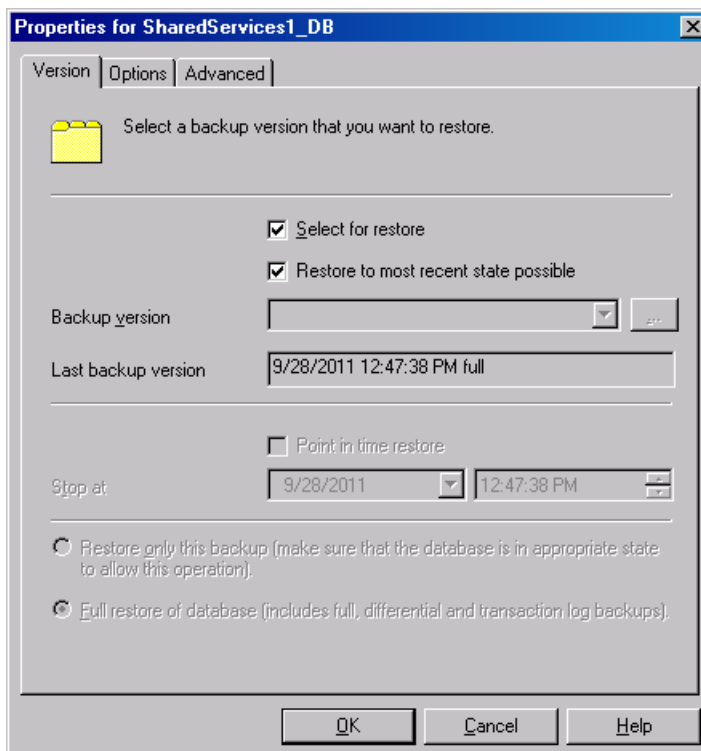 Properties for SharedServices1_DB
Version Options Advanced
Select a backup version that you want to restore.
Select for restore
Restore to most recent state possible
Backup version ...
Last backup version 9/28/2011 12:47:38 PM full
Point in time restore
Stop at 9/28/2011 12:47:38 PM
Restore only this backup (make sure that the database is in appropriate state
to allow this operation).
Full restore of database (includes full, differential and transaction log backups).
OK Cancel Help